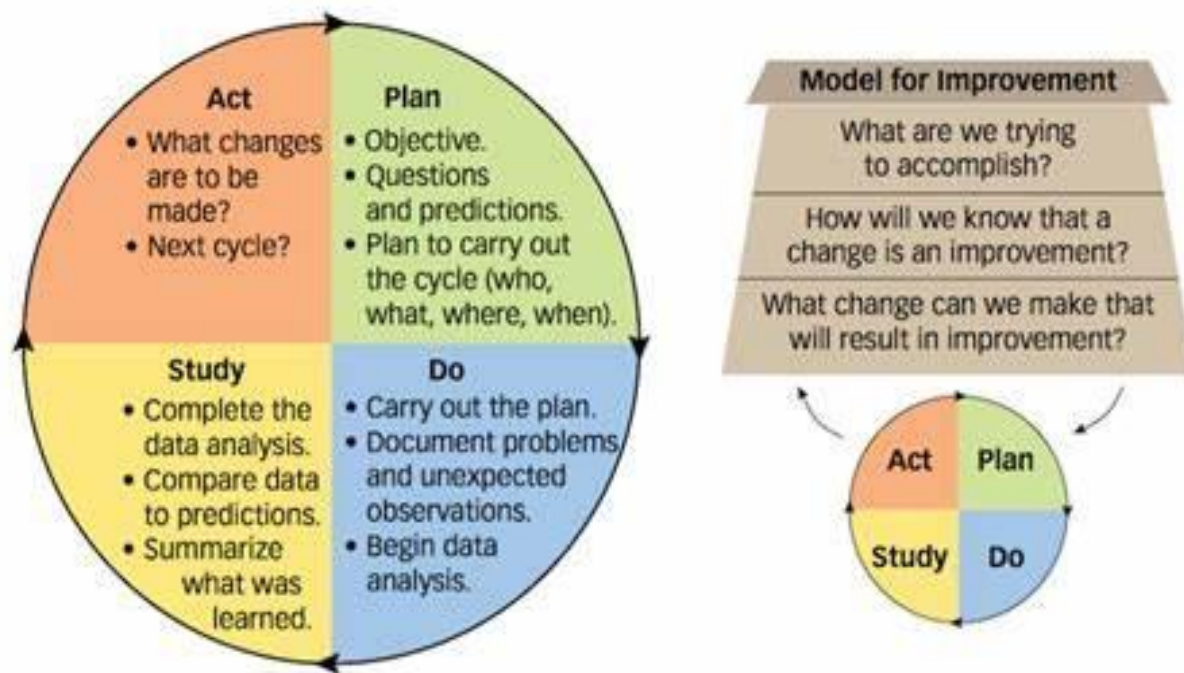 Act
• What changes
are to be
made?
• Next cycle?
Plan
• Objective.
• Questions
and predictions.
• Plan to carry out
the cycle (who,
what, where, when).
Study
• Complete the
data analysis.
• Compare data
to predictions.
• Summarize
what was
learned.
Do
• Carry out the plan.
• Document problems
and unexpected
observations.
• Begin data
analysis.
Model for Improvement
What are we trying
to accomplish?
How will we know that a
change is an improvement?
What change can we make that
will result in improvement?
Act
Plan
Study
Do